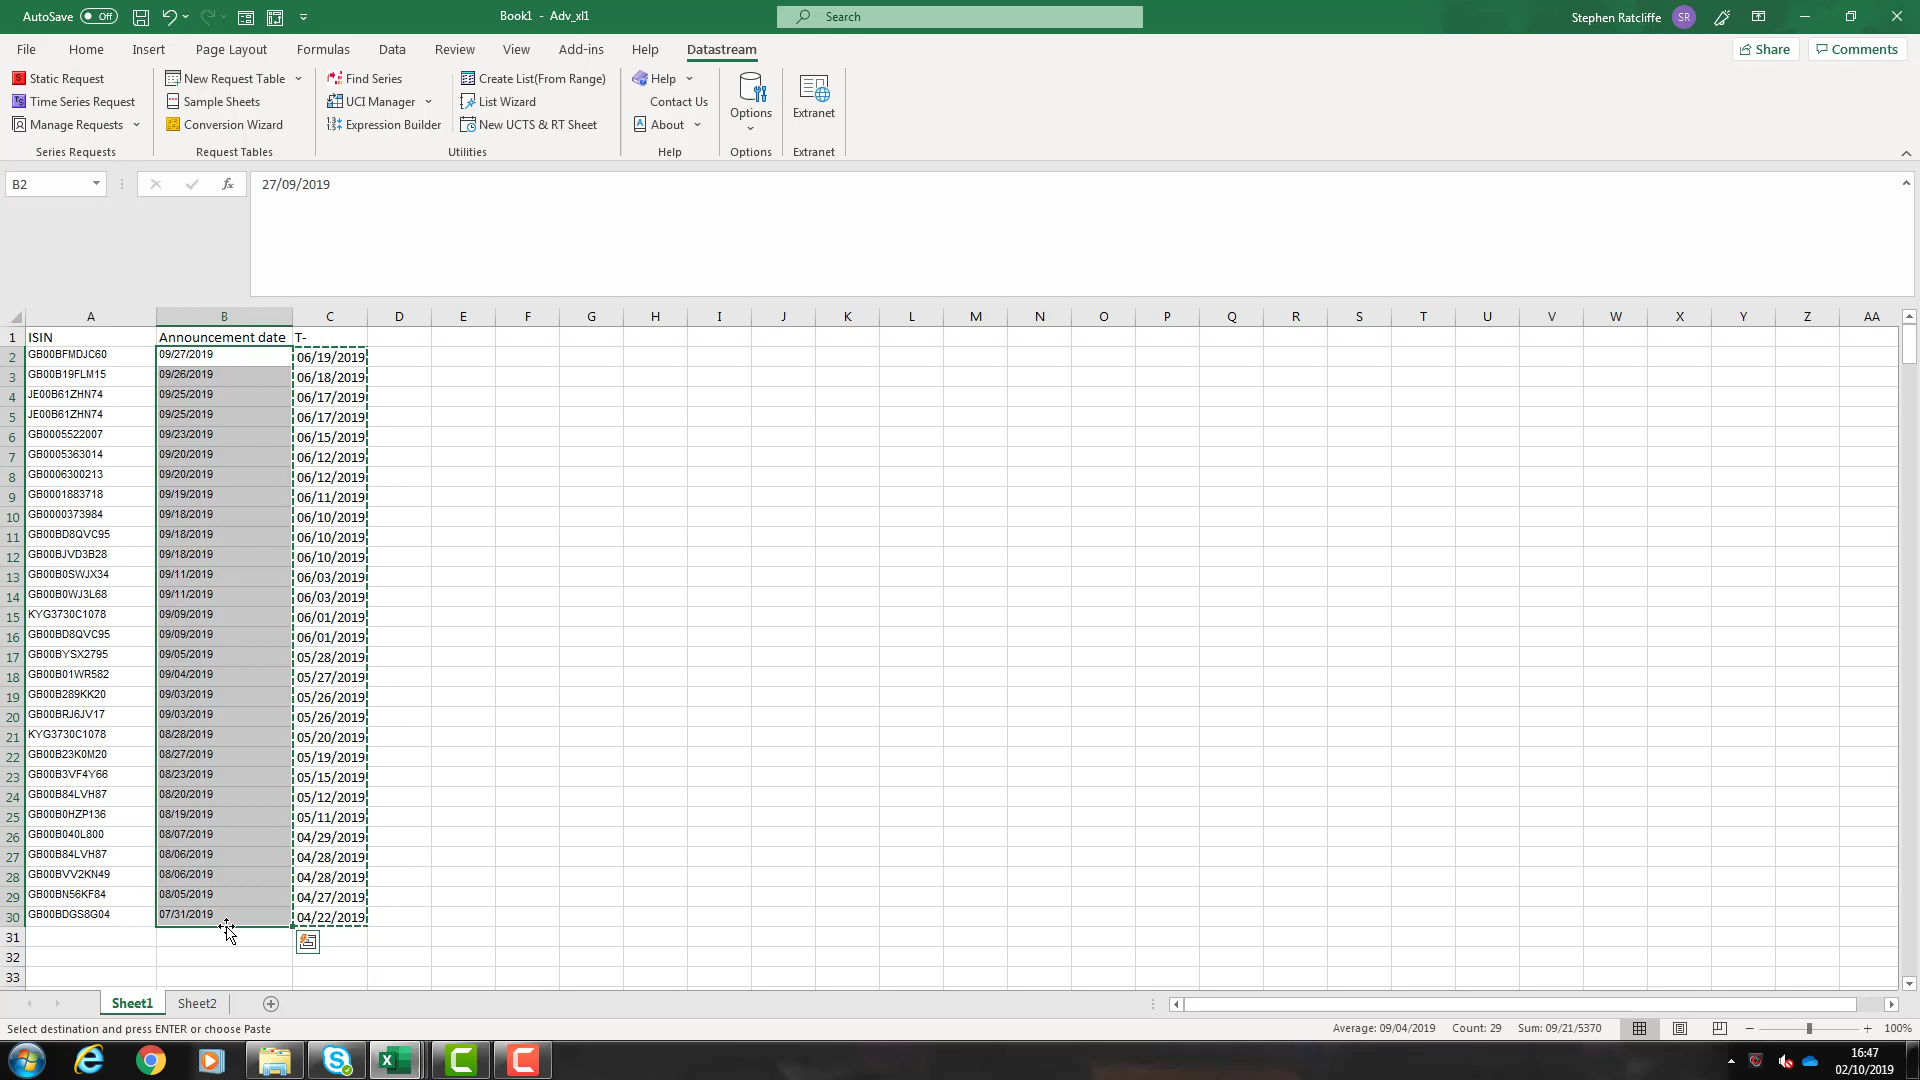 AutoSave Off Book1 - Adv_xl1 Search Stephen Ratcliffe SR
File Home Insert Page Layout Formulas Data Review View Add-ins Help Datastream Share Comments
Static Request New Request Table Find Series Create List(From Range) Help
Time Series Request Sample Sheets UCI Manager List Wizard Contact Us Options Extranet
Manage Requests Conversion Wizard Expression Builder New UCTS & RT Sheet About
Series Requests Request Tables Utilities Help Options Extranet
B2 fx 27/09/2019
A B C D E F G H I J K L M N O P Q R S T U V W X Y Z AA
1 ISIN Announcement date T-
2 GB00BFMDJC60 09/27/2019 06/19/2019
3 GB00B19FLM15 09/26/2019 06/18/2019
4 JE00B61ZHN74 09/25/2019 06/17/2019
5 JE00B61ZHN74 09/25/2019 06/17/2019
6 GB0005522007 09/23/2019 06/15/2019
7 GB0005363014 09/20/2019 06/12/2019
8 GB0006300213 09/20/2019 06/12/2019
9 GB0001883718 09/19/2019 06/11/2019
10 GB0000373984 09/18/2019 06/10/2019
11 GB00BD8QVC95 09/18/2019 06/10/2019
12 GB00BJVD3B28 09/18/2019 06/10/2019
13 GB00B0SWJX34 09/11/2019 06/03/2019
14 GB00B0WJ3L68 09/11/2019 06/03/2019
15 KYG3730C1078 09/09/2019 06/01/2019
16 GB00BD8QVC95 09/09/2019 06/01/2019
17 GB00BYSX2795 09/05/2019 05/28/2019
18 GB00B01WR582 09/04/2019 05/27/2019
19 GB00B289KK20 09/03/2019 05/26/2019
20 GB00BRJ6JV17 09/03/2019 05/26/2019
21 KYG3730C1078 08/28/2019 05/20/2019
22 GB00B23K0M20 08/27/2019 05/19/2019
23 GB00B3VF4Y66 08/23/2019 05/15/2019
24 GB00B84LVH87 08/20/2019 05/12/2019
25 GB00B0HZP136 08/19/2019 05/11/2019
26 GB00B040L800 08/07/2019 04/29/2019
27 GB00B84LVH87 08/06/2019 04/28/2019
28 GB00BVV2KN49 08/06/2019 04/28/2019
29 GB00BN56KF84 08/05/2019 04/27/2019
30 GB00BDGS8G04 07/31/2019 04/22/2019
31
32
33
Sheet1 Sheet2
Select destination and press ENTER or choose Paste Average: 09/04/2019 Count: 29 Sum: 09/21/5370 100%
16:47
02/10/2019